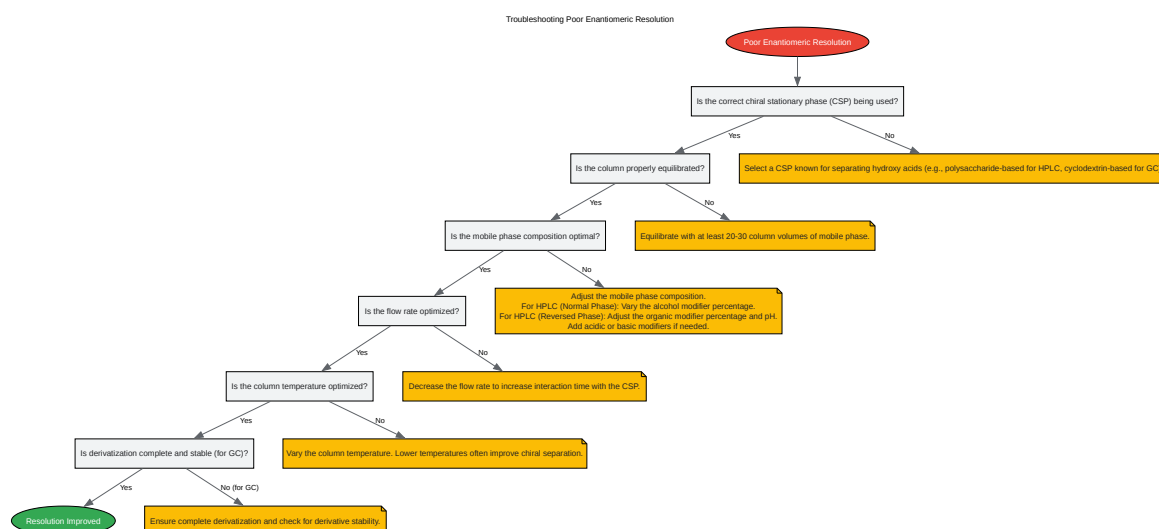 Troubleshooting Poor Enantiomeric Resolution
Poor Enantiomeric Resolution
Is the correct chiral stationary phase (CSP) being used?
Yes
No
Is the column properly equilibrated?
Select a CSP known for separating hydroxy acids (e.g., polysaccharide-based for HPLC, cyclodextrin-based for GC)
Yes
No
Is the mobile phase composition optimal?
Equilibrate with at least 20-30 column volumes of mobile phase.
Yes
No
Is the flow rate optimized?
Adjust the mobile phase composition.
For HPLC (Normal Phase): Vary the alcohol modifier percentage.
For HPLC (Reversed Phase): Adjust the organic modifier percentage and pH.
Add acidic or basic modifiers if needed.
Yes
No
Is the column temperature optimized?
Decrease the flow rate to increase interaction time with the CSP.
Yes
No
Is derivatization complete and stable (for GC)?
Vary the column temperature. Lower temperatures often improve chiral separation.
Yes
No (for GC)
Resolution Improved
Ensure complete derivatization and check for derivative stability.